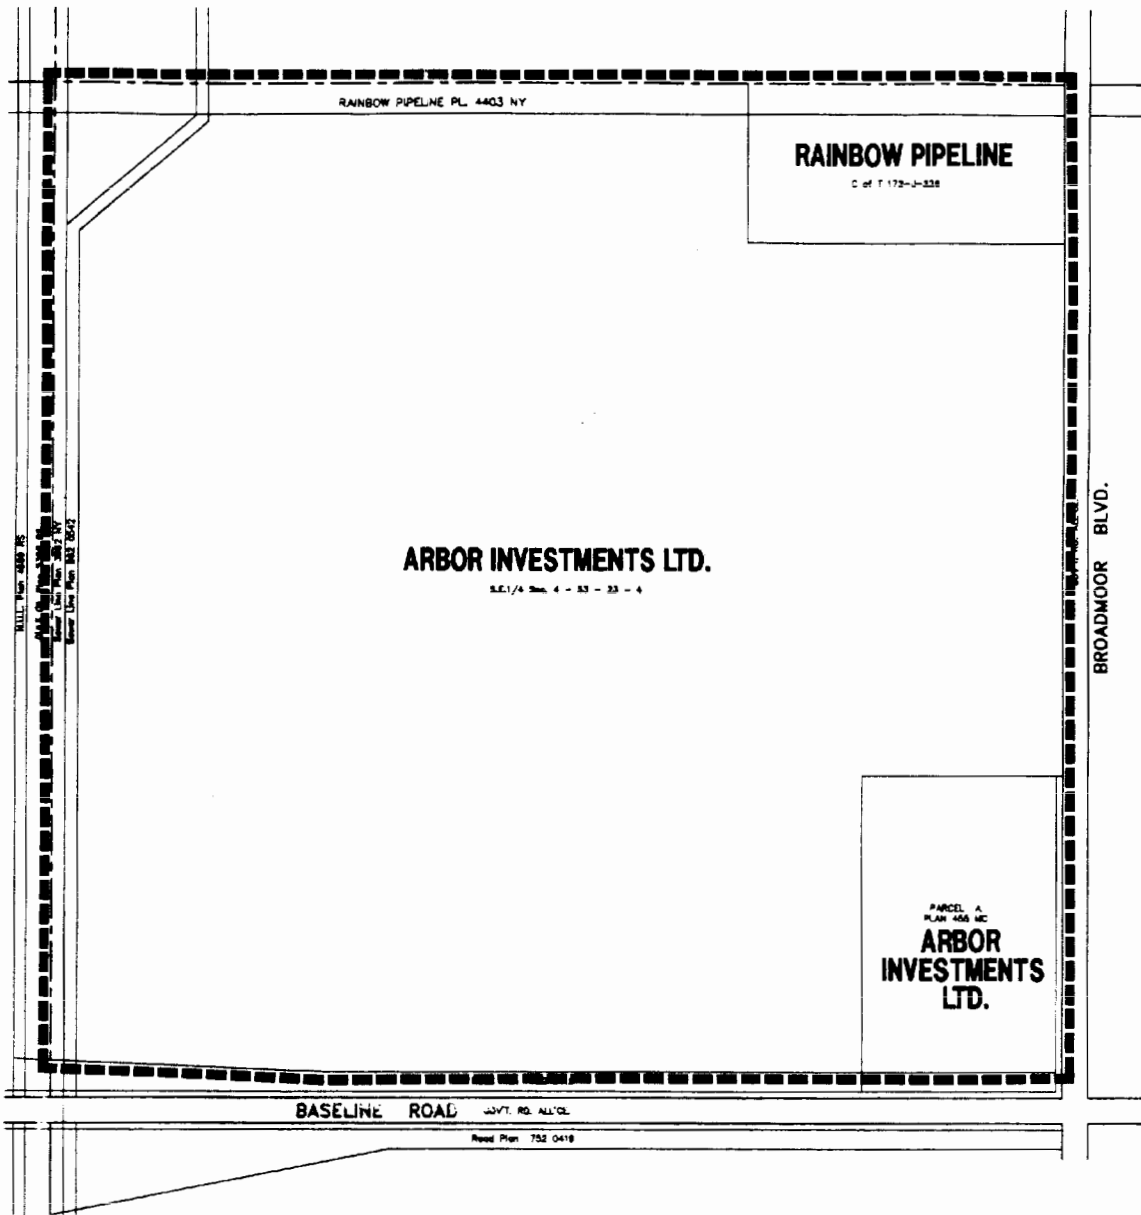 RAINBOW PIPELINE PL. 4403 NY
RAINBOW PIPELINE
C of T 172-J-338
ARBOR INVESTMENTS LTD.
S.E.1/4 Sec. 4 - 53 - 23 - 4
BROADMOOR BLVD.
Sewer Line Plan 3892 NY
Sewer Line Plan 882 0542
PARCEL A
PLAN 466 MC
ARBOR
INVESTMENTS
LTD.
BASELINE ROAD GOVT. RD. ALL'CE.
Road Plan 752 0419